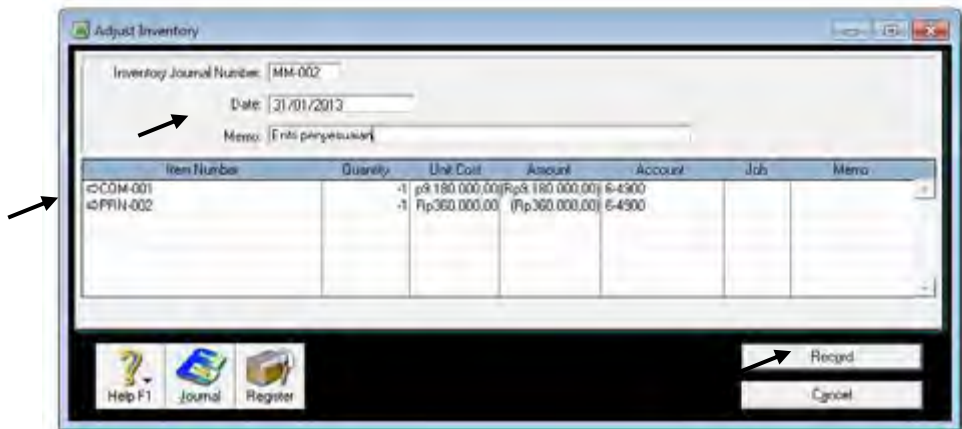 Adjust Inventory
Inventory Journal Number: MM-002
Date: 31/01/2013
Memo: Entri penyesuaian
Item Number Quantity Unit Cost Amount Account Job Memo
COM-001 -1 p9.180.000,00 (Rp9.180.000,00) 6-4900
PRN-002 -1 Rp360.000,00 (Rp360.000,00) 6-4900
Record
Help F1 Journal Register
Cancel